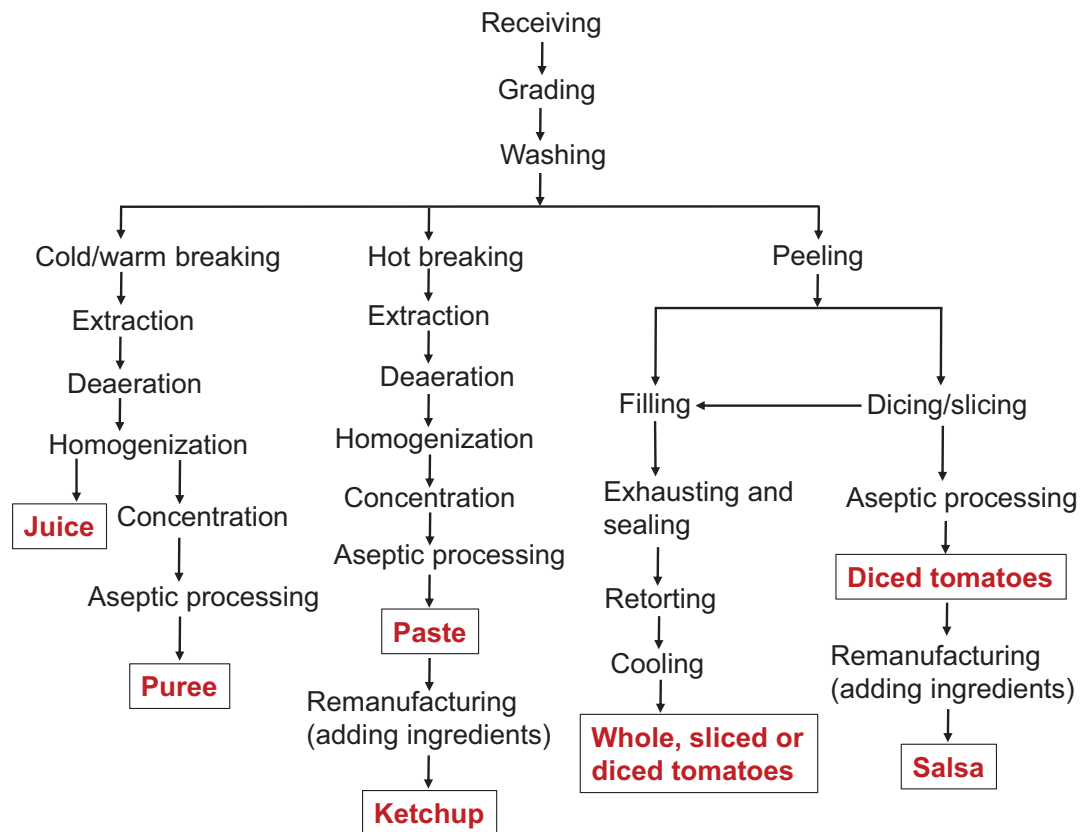 Receiving
Grading
Washing
Cold/warm breaking
Extraction
Deaeration
Homogenization
Juice
Concentration
Aseptic processing
Puree
Hot breaking
Extraction
Deaeration
Homogenization
Concentration
Aseptic processing
Paste
Remanufacturing
(adding ingredients)
Ketchup
Peeling
Filling
Exhausting and
sealing
Retorting
Cooling
Whole, sliced or
diced tomatoes
Dicing/slicing
Aseptic processing
Diced tomatoes
Remanufacturing
(adding ingredients)
Salsa